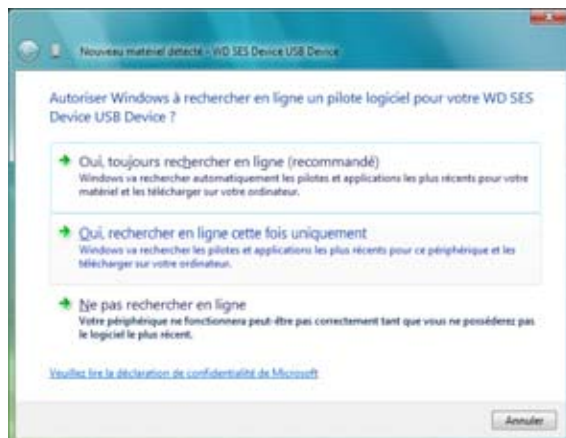 Nouveau matériel détecté - WD SES Device USB Device
Autoriser Windows à rechercher en ligne un pilote logiciel pour votre WD SES
Device USB Device ?
Oui, toujours rechercher en ligne (recommandé)
Windows va rechercher automatiquement les pilotes et applications les plus récents pour votre
matériel et les télécharger sur votre ordinateur.
Oui, rechercher en ligne cette fois uniquement
Windows va rechercher les pilotes et applications les plus récents pour ce périphérique et les
télécharger sur votre ordinateur.
Ne pas rechercher en ligne
Votre périphérique ne fonctionnera peut-être pas correctement tant que vous ne posséderez pas
le logiciel le plus récent.
Veuillez lire la déclaration de confidentialité de Microsoft
Annuler